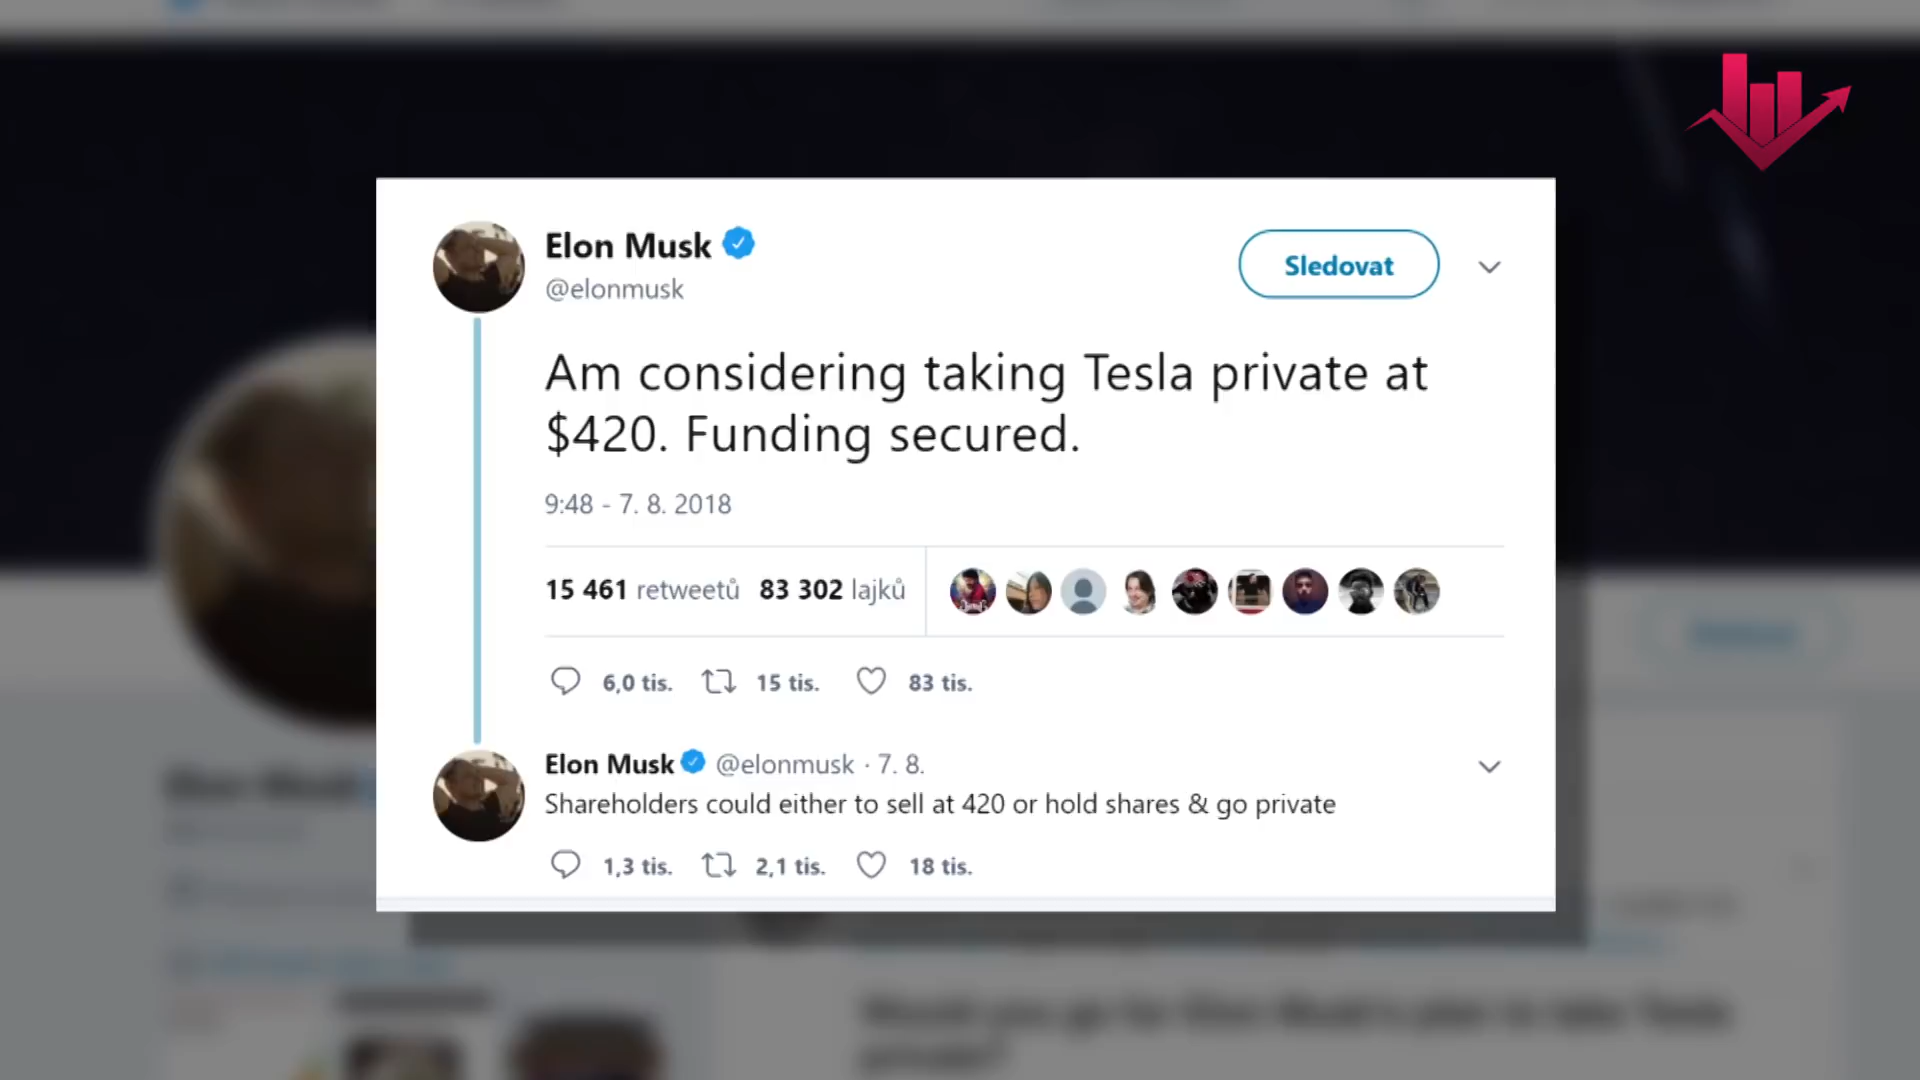 Elon Musk
@elonmusk
Sledovat
Am considering taking Tesla private at
$420. Funding secured.
9:48 - 7. 8. 2018
15 461 retweetů 83 302 lajků
6,0 tis. 15 tis. 83 tis.
Elon Musk @elonmusk · 7. 8.
Shareholders could either to sell at 420 or hold shares & go private
1,3 tis. 2,1 tis. 18 tis.